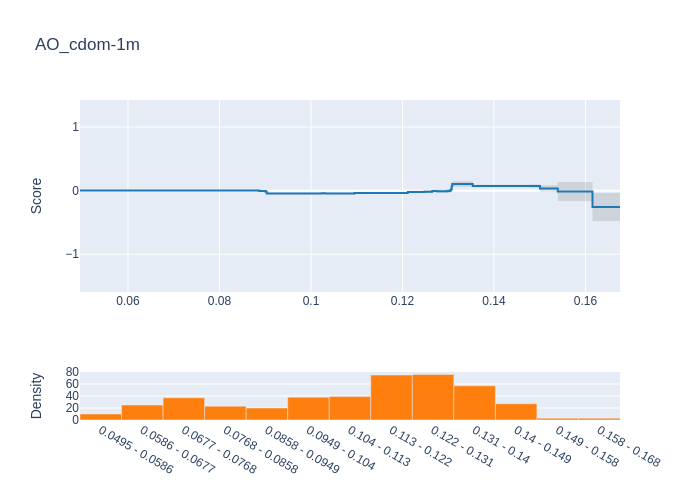 AO_cdom-1m
Score
1
0
−1
0.06 0.08 0.1 0.12 0.14 0.16
Density
80
60
40
20
0
0.0495 - 0.0586
0.0586 - 0.0677
0.0677 - 0.0768
0.0768 - 0.0858
0.0858 - 0.0949
0.0949 - 0.104
0.104 - 0.113
0.113 - 0.122
0.122 - 0.131
0.131 - 0.14
0.14 - 0.149
0.149 - 0.158
0.158 - 0.168